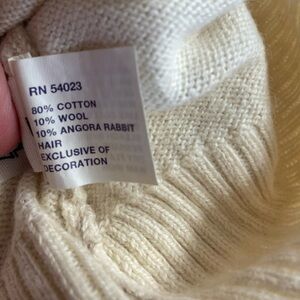 RN 54023
80% COTTON
10% WOOL
10% ANGORA RABBIT
HAIR
EXCLUSIVE OF
DECORATION